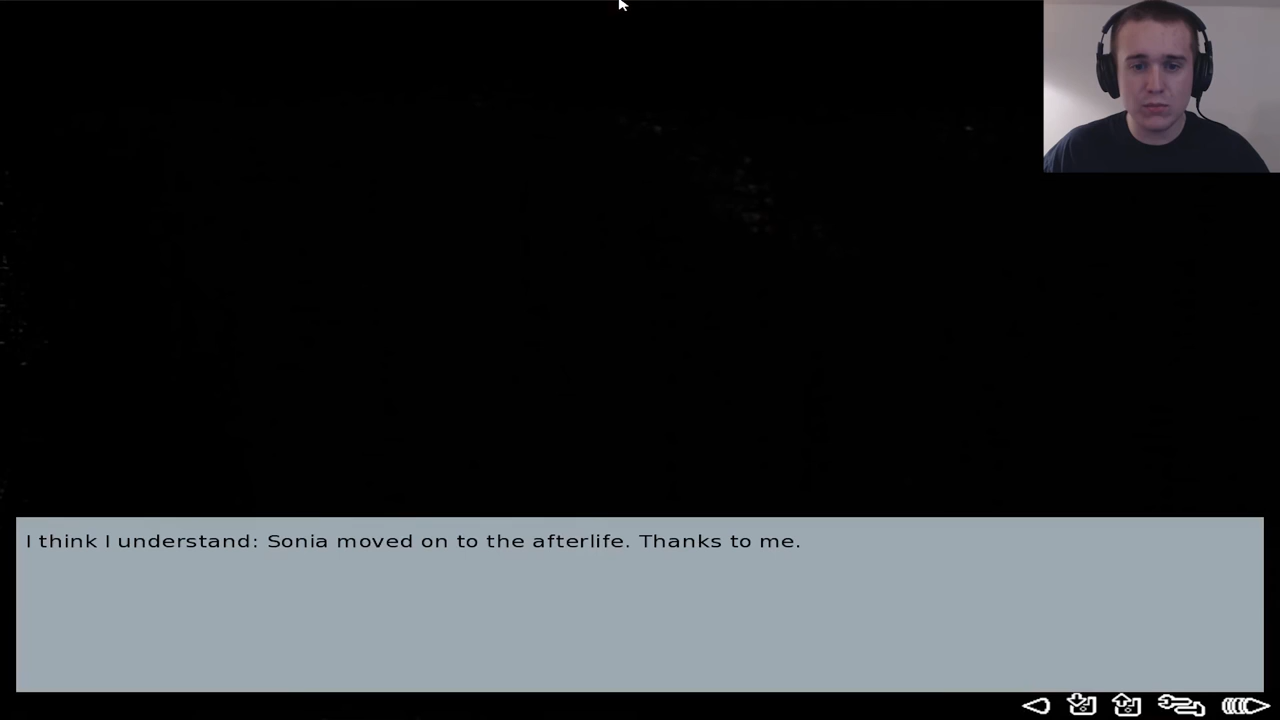 I think I understand: Sonia moved on to the afterlife. Thanks to me.